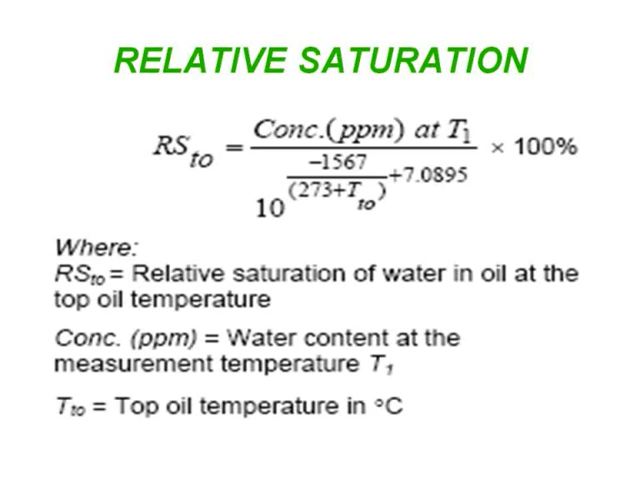 RELATIVE SATURATION
RS_to = Conc.(ppm) at T_1 / 10^(−1567/(273+T_to) +7.0895) × 100%
Where:
RS_to = Relative saturation of water in oil at the
top oil temperature
Conc. (ppm) = Water content at the
measurement temperature T_1
T_to = Top oil temperature in °C